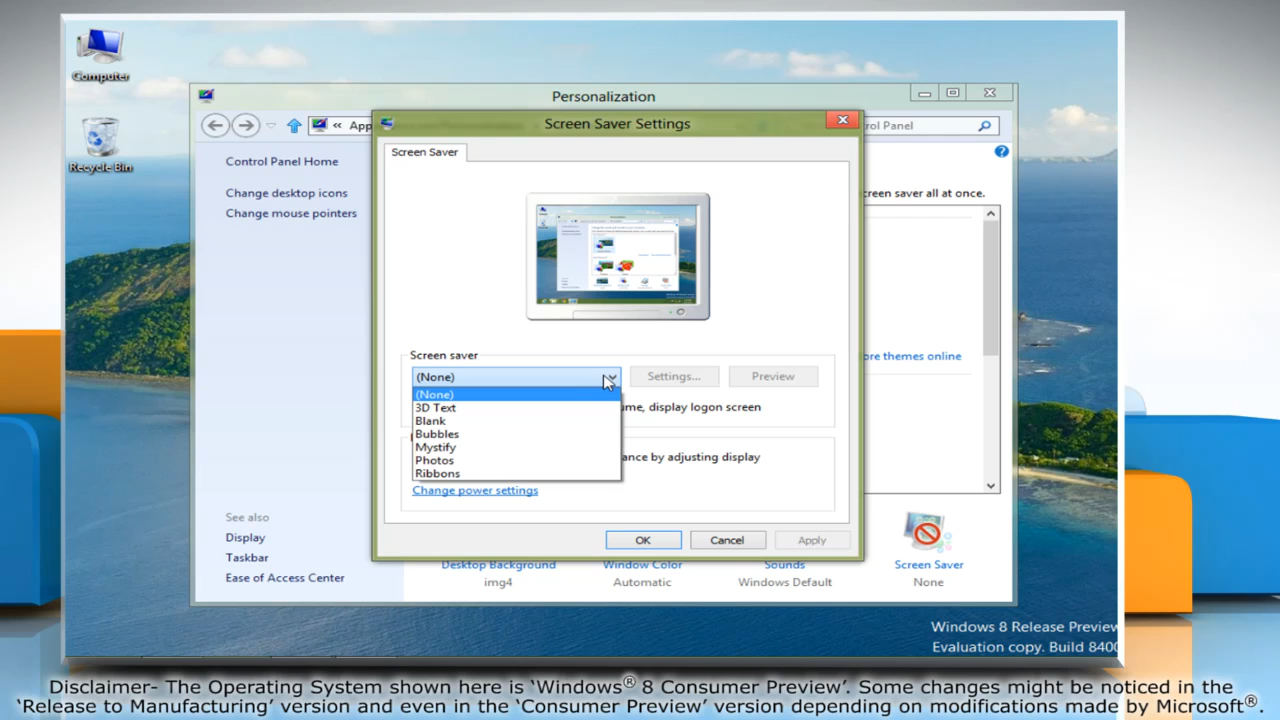 Computer
Recycle Bin
Personalization
« App
rol Panel
Screen Saver Settings
Screen Saver
Control Panel Home
Change desktop icons
Change mouse pointers
creen saver all at once.
Screen saver
(None)
Settings...
Preview
(None)
3D Text
Blank
Bubbles
Mystify
Photos
Ribbons
ume, display logon screen
ance by adjusting display
Change power settings
ore themes online
OK
Cancel
Apply
See also
Display
Taskbar
Ease of Access Center
Desktop Background
img4
Window Color
Automatic
Sounds
Windows Default
Screen Saver
None
Windows 8 Release Preview
Evaluation copy. Build 8400
Disclaimer- The Operating System shown here is ‘Windows® 8 Consumer Preview’. Some changes might be noticed in the
‘Release to Manufacturing’ version and even in the ‘Consumer Preview’ version depending on modifications made by Microsoft®.